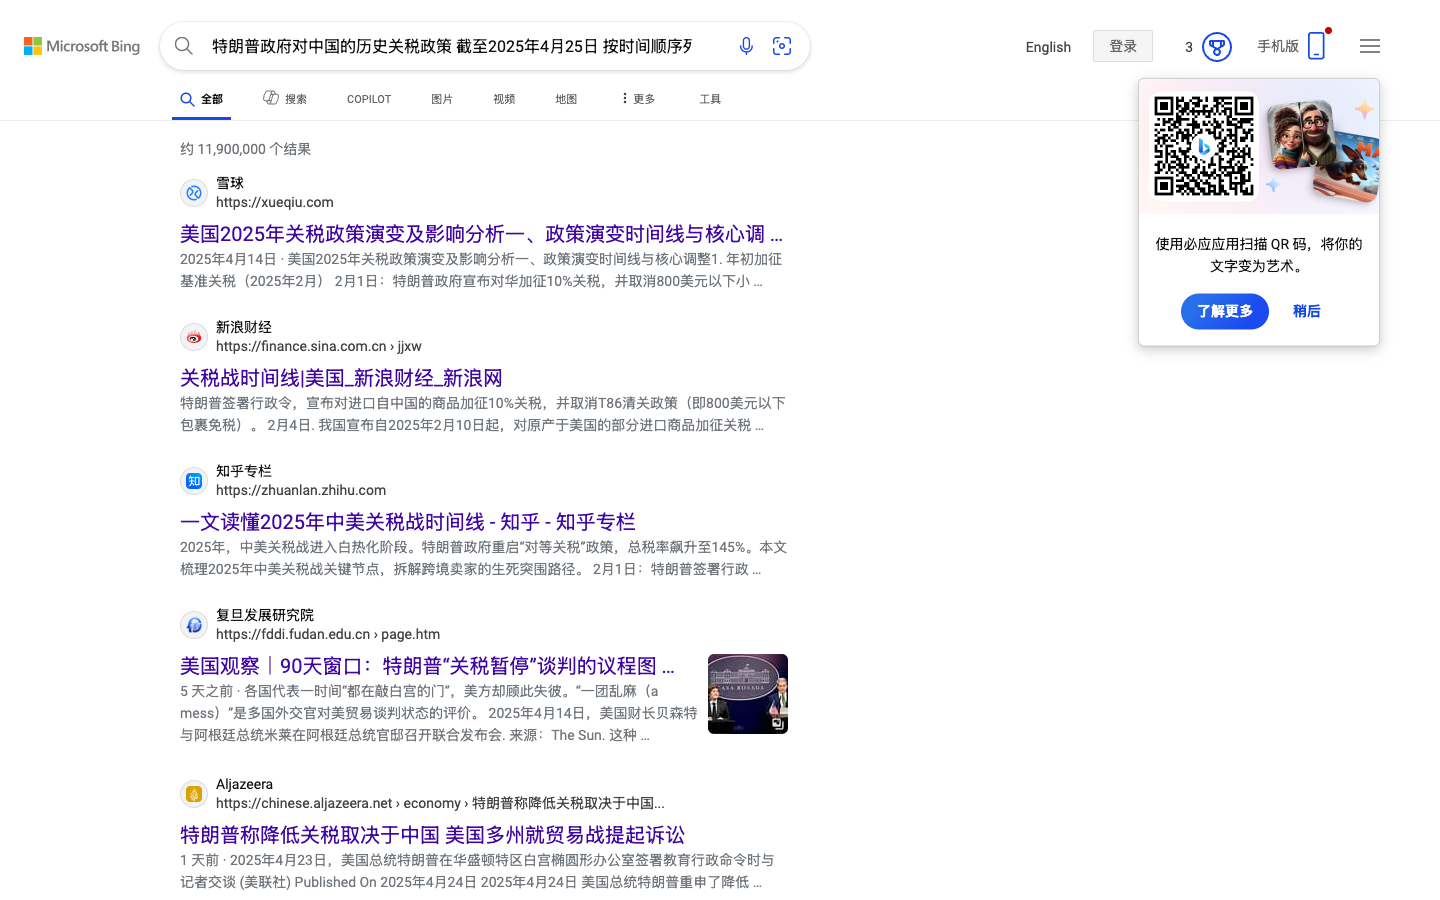 Microsoft Bing
特朗普政府对中国的历史关税政策 截至2025年4月25日 按时间顺序列
English
登录
3
手机版
全部
搜索
COPILOT
图片
视频
地图
更多
工具
约 11,900,000 个结果
雪球
https://xueqiu.com
美国2025年关税政策演变及影响分析一、政策演变时间线与核心调 ...
2025年4月14日 · 美国2025年关税政策演变及影响分析一、政策演变时间线与核心调整1. 年初加征
基准关税（2025年2月） 2月1日：特朗普政府宣布对华加征10%关税，并取消800美元以下小 ...
新浪财经
https://finance.sina.com.cn › jjxw
关税战时间线|美国_新浪财经_新浪网
特朗普签署行政令，宣布对进口自中国的商品加征10%关税，并取消T86清关政策（即800美元以下
包裹免税）。 2月4日. 我国宣布自2025年2月10日起，对原产于美国的部分进口商品加征关税 ...
知
知乎专栏
https://zhuanlan.zhihu.com
一文读懂2025年中美关税战时间线 - 知乎 - 知乎专栏
2025年，中美关税战进入白热化阶段。特朗普政府重启“对等关税”政策，总税率飙升至145%。本文
梳理2025年中美关税战关键节点，拆解跨境卖家的生死突围路径。 2月1日：特朗普签署行政 ...
复旦发展研究院
https://fddi.fudan.edu.cn › page.htm
美国观察｜90天窗口：特朗普“关税暂停”谈判的议程图 ...
5 天之前 · 各国代表一时间“都在敲白宫的门”，美方却顾此失彼。“一团乱麻（a
mess）”是多国外交官对美贸易谈判状态的评价。 2025年4月14日，美国财长贝森特
与阿根廷总统米莱在阿根廷总统官邸召开联合发布会. 来源：The Sun. 这种 ...
CASA ROSADA
Aljazeera
https://chinese.aljazeera.net › economy › 特朗普称降低关税取决于中国...
特朗普称降低关税取决于中国 美国多州就贸易战提起诉讼
1 天前 · 2025年4月23日，美国总统特朗普在华盛顿特区白宫椭圆形办公室签署教育行政命令时与
记者交谈 (美联社) Published On 2025年4月24日 2025年4月24日 美国总统特朗普重申了降低 ...
使用必应应用扫描 QR 码，将你的
文字变为艺术。
了解更多
稍后